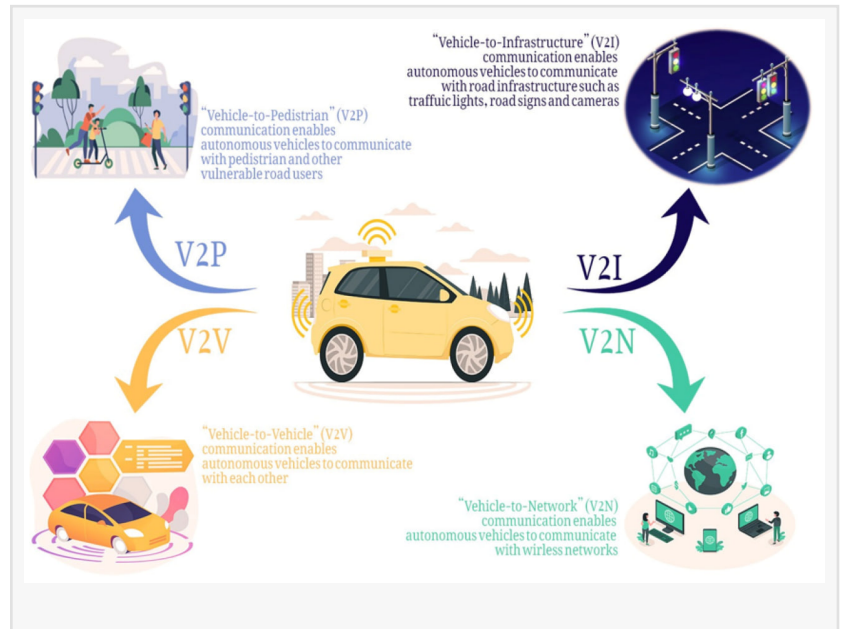 "Vehicle-to-Pedistrian" (V2P)
communication enables
autonomous vehicles to communicate
with pedistrian and other
vulnerable road users
"Vehicle-to-Infrastructure" (V2I)
communication enables
autonomous vehicles to communicate
with road infrastructure such as
traffuic lights, road signs and cameras
V2P
V2I
V2V
V2N
"Vehicle-to-Vehicle" (V2V)
communication enables
autonomous vehicles to communicate
with each other
"Vehicle-to-Network" (V2N)
communication enables
autonomous vehicles to communicate
with wirless networks